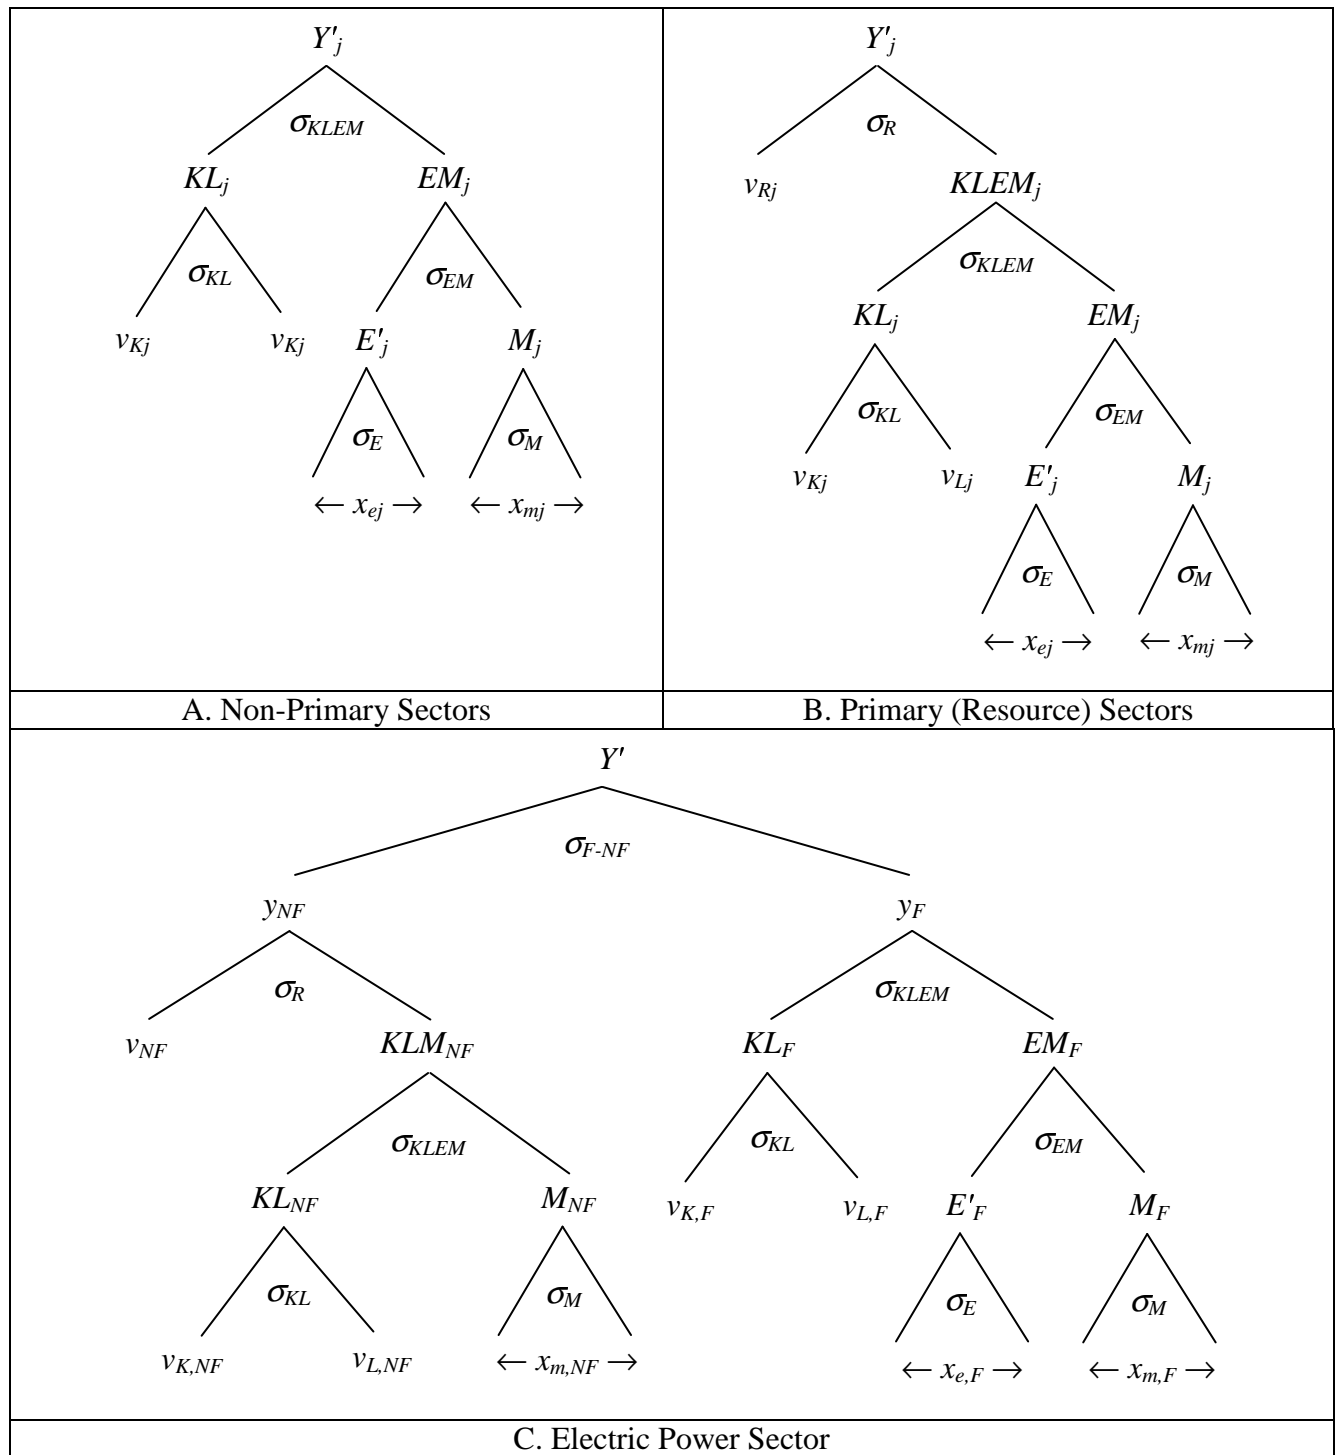 Y′j
σKLEM
KLj EMj
σKL σEM
vKj vKj E′j Mj
σE σM
← xej → ← xmj →
A. Non-Primary Sectors
Y′j
σR
vRj KLEMj
σKLEM
KLj EMj
σKL σEM
vKj vLj E′j Mj
σE σM
← xej → ← xmj →
B. Primary (Resource) Sectors
Y′
σF-NF
yNF yF
σR σKLEM
vNF KLMNF KLF EMF
σKLEM σKL σEM
KLNF MNF vK,F vL,F E′F MF
σKL σM σE σM
vK,NF vL,NF ← xm,NF → ← xe,F → ← xm,F →
C. Electric Power Sector